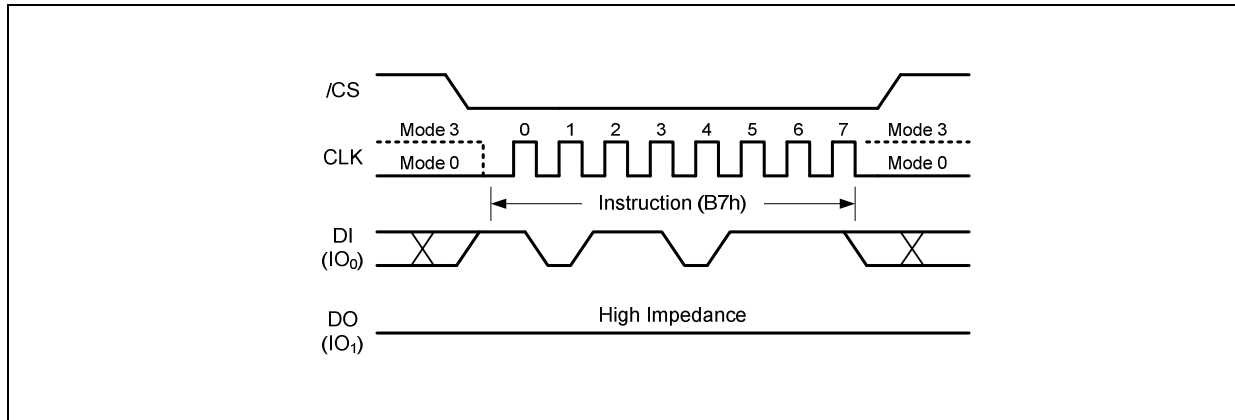 /CS
Mode 3 0 1 2 3 4 5 6 7 Mode 3
CLK
Mode 0 Mode 0
Instruction (B7h)
DI
(IO₀)
High Impedance
DO
(IO₁)